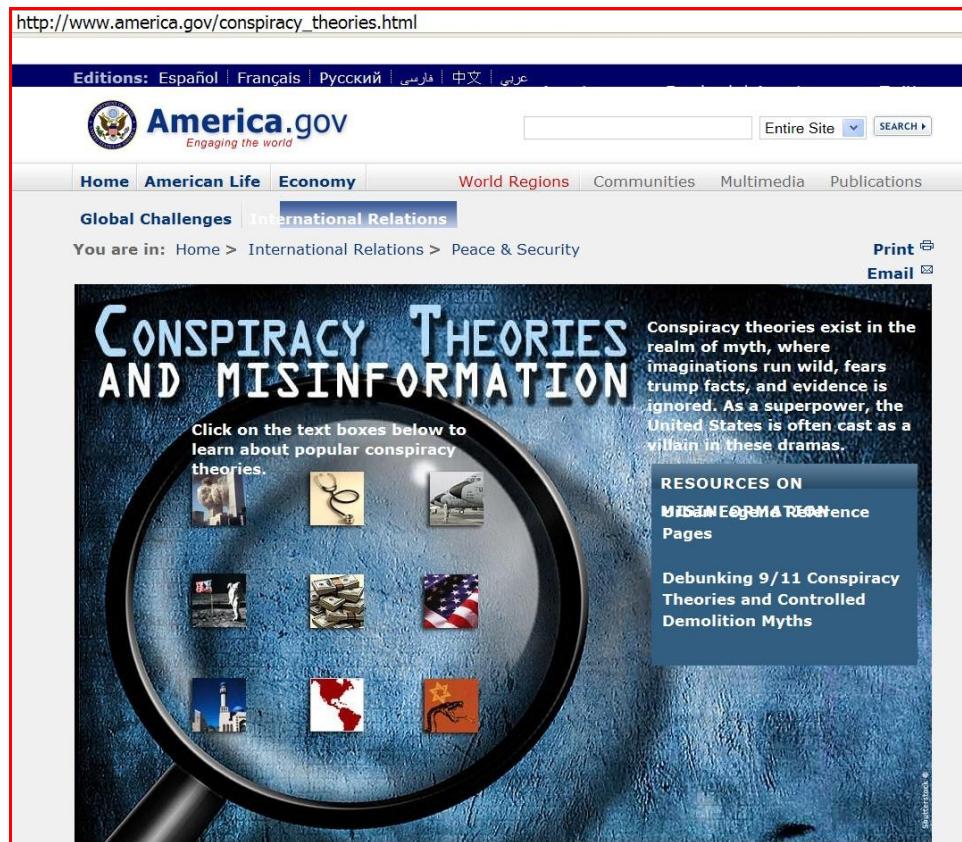 http://www.america.gov/conspiracy_theories.html
Editions: Español Français Русский فارسی 中文 عربي
America.gov
Engaging the world
Entire Site SEARCH
Home American Life Economy World Regions Communities Multimedia Publications
Global Challenges International Relations
You are in: Home > International Relations > Peace & Security
Print
Email
CONSPIRACY THEORIES
AND MISINFORMATION
Click on the text boxes below to
learn about popular conspiracy
theories.
Conspiracy theories exist in the
realm of myth, where
imaginations run wild, fears
trump facts, and evidence is
ignored. As a superpower, the
United States is often cast as a
villain in these dramas.
RESOURCES ON
MISINFORMATION
Urban Legend Reference
Pages
Debunking 9/11 Conspiracy
Theories and Controlled
Demolition Myths
Shutterstock ©